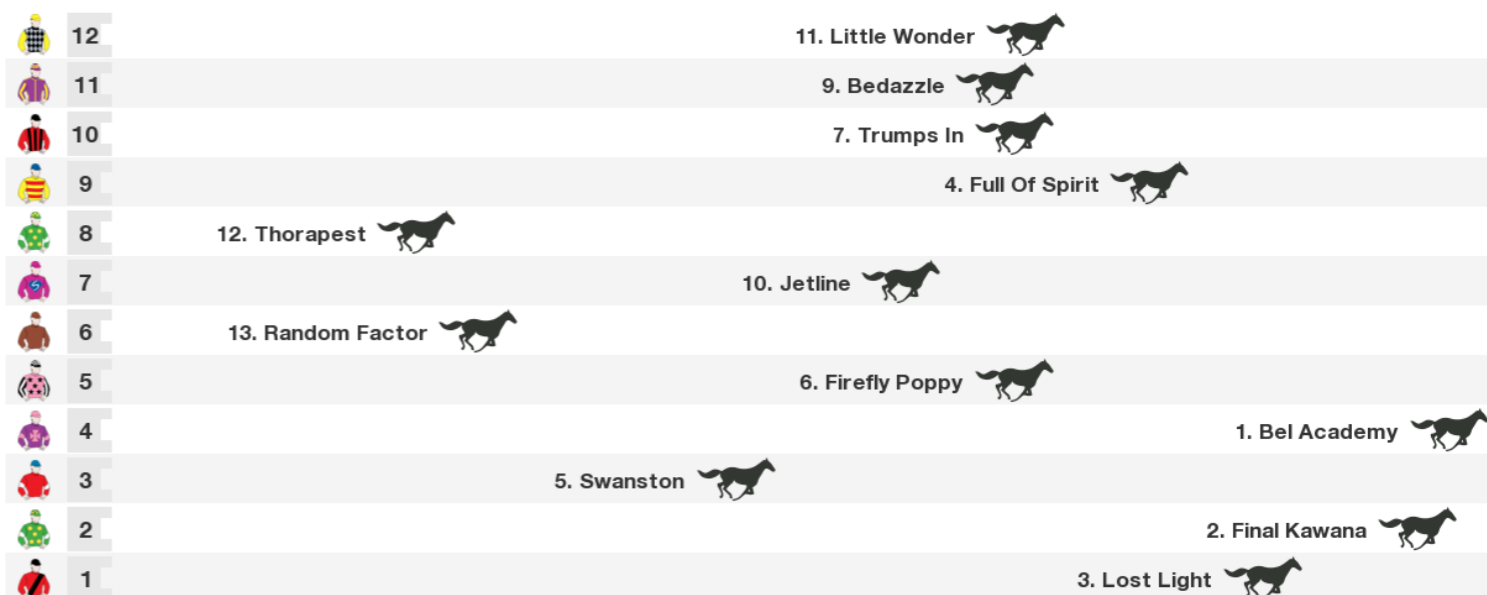 12 11. Little Wonder
11 9. Bedazzle
10 7. Trumps In
9 4. Full Of Spirit
8 12. Thorapest
7 10. Jetline
6 13. Random Factor
5 6. Firefly Poppy
4 1. Bel Academy
3 5. Swanston
2 2. Final Kawana
1 3. Lost Light